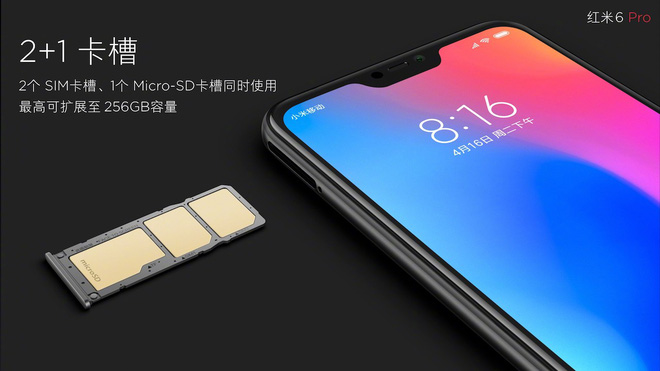 红米6 Pro
2+1 卡槽
2个 SIM卡槽、1个 Micro-SD卡槽同时使用
最高可扩展至 256GB容量
小米移动
8:16
4月16日 周二下午
microSD